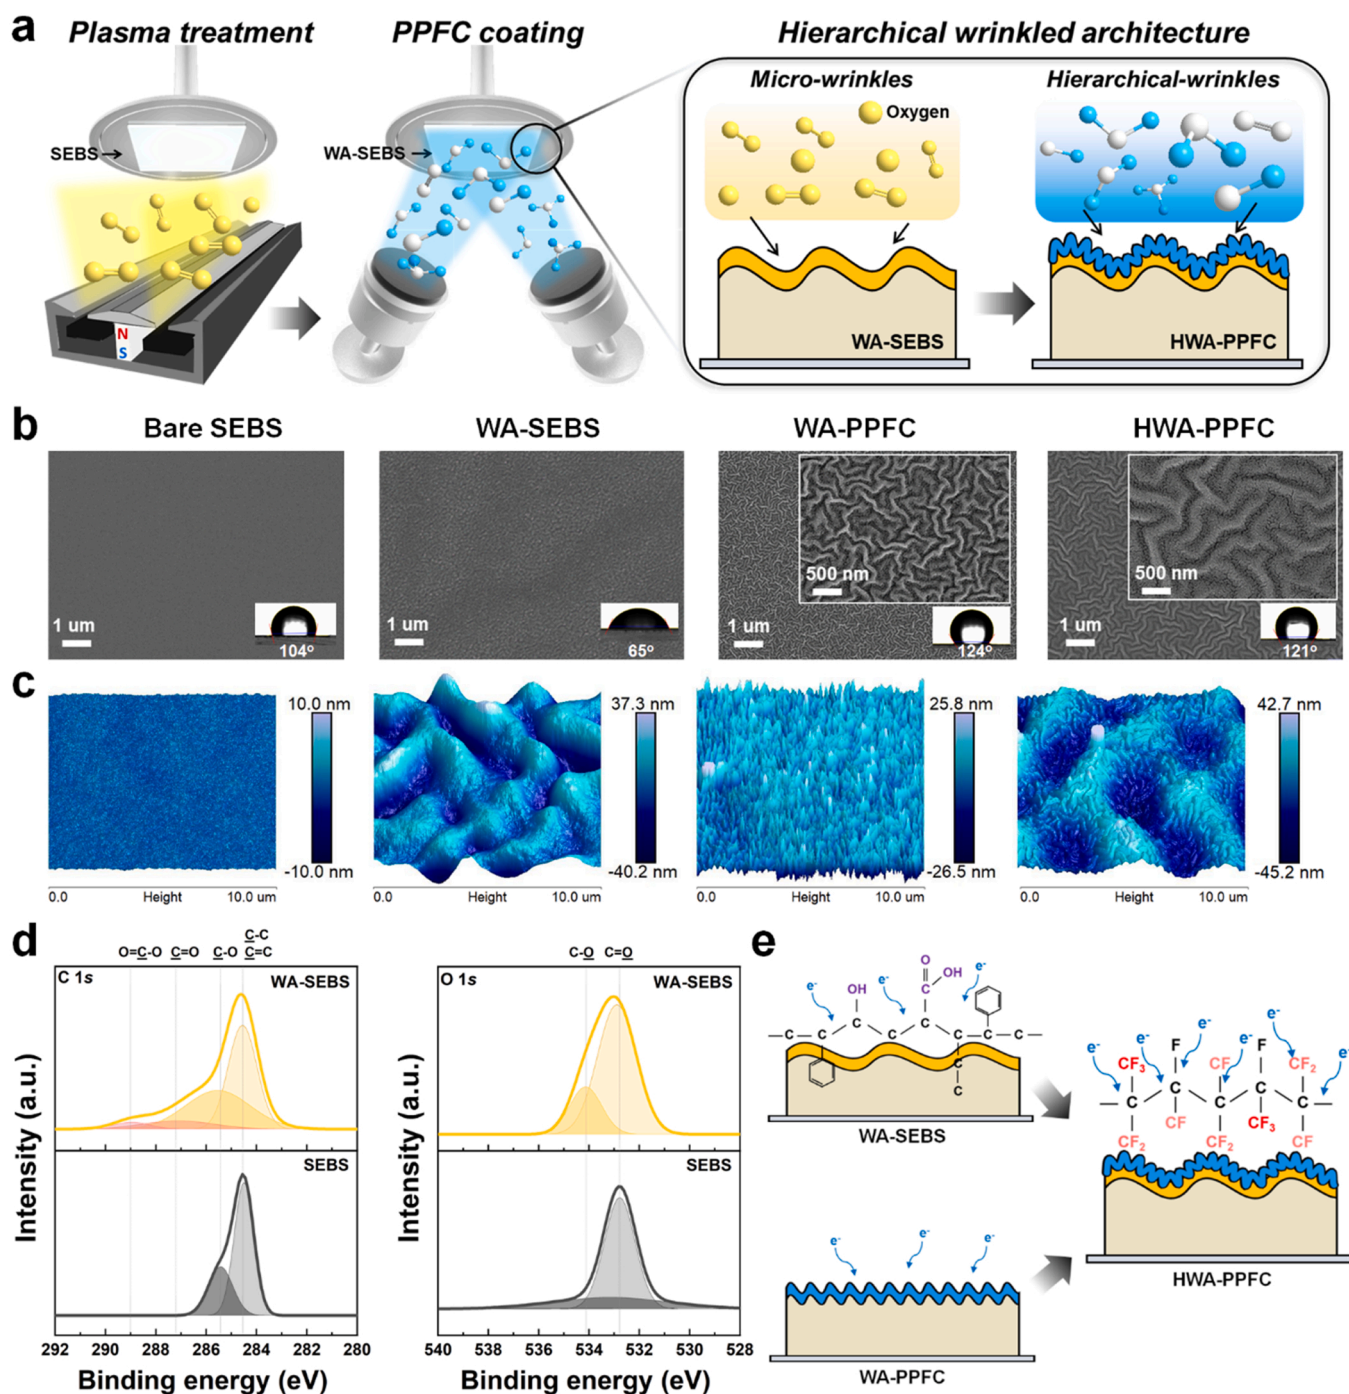 a
Plasma treatment
PPFC coating
Hierarchical wrinkled architecture
SEBS
N
S
WA-SEBS
Micro-wrinkles
Oxygen
WA-SEBS
Hierarchical-wrinkles
HWA-PPFC
b
Bare SEBS
WA-SEBS
WA-PPFC
HWA-PPFC
1 um
104°
1 um
65°
500 nm
1 um
124°
500 nm
1 um
121°
c
10.0 nm
-10.0 nm
0.0 Height 10.0 um
37.3 nm
-40.2 nm
0.0 Height 10.0 um
25.8 nm
-26.5 nm
0.0 Height 10.0 um
42.7 nm
-45.2 nm
0.0 Height 10.0 um
d
Intensity (a.u.)
O=C-O C=O C-O C-C
C=C
C 1s
WA-SEBS
SEBS
292 290 288 286 284 282 280
Binding energy (eV)
Intensity (a.u.)
C-O C=O
O 1s
WA-SEBS
SEBS
540 538 536 534 532 530 528
Binding energy (eV)
e
e- e- e-
OH O OH
C
C C C C C C C
C
C
WA-SEBS
e- e- e-
WA-PPFC
e- e- e- e- e- e-
CF3 F CF F CF2
C C C C C
CF2 CF CF2 CF3 CF
HWA-PPFC